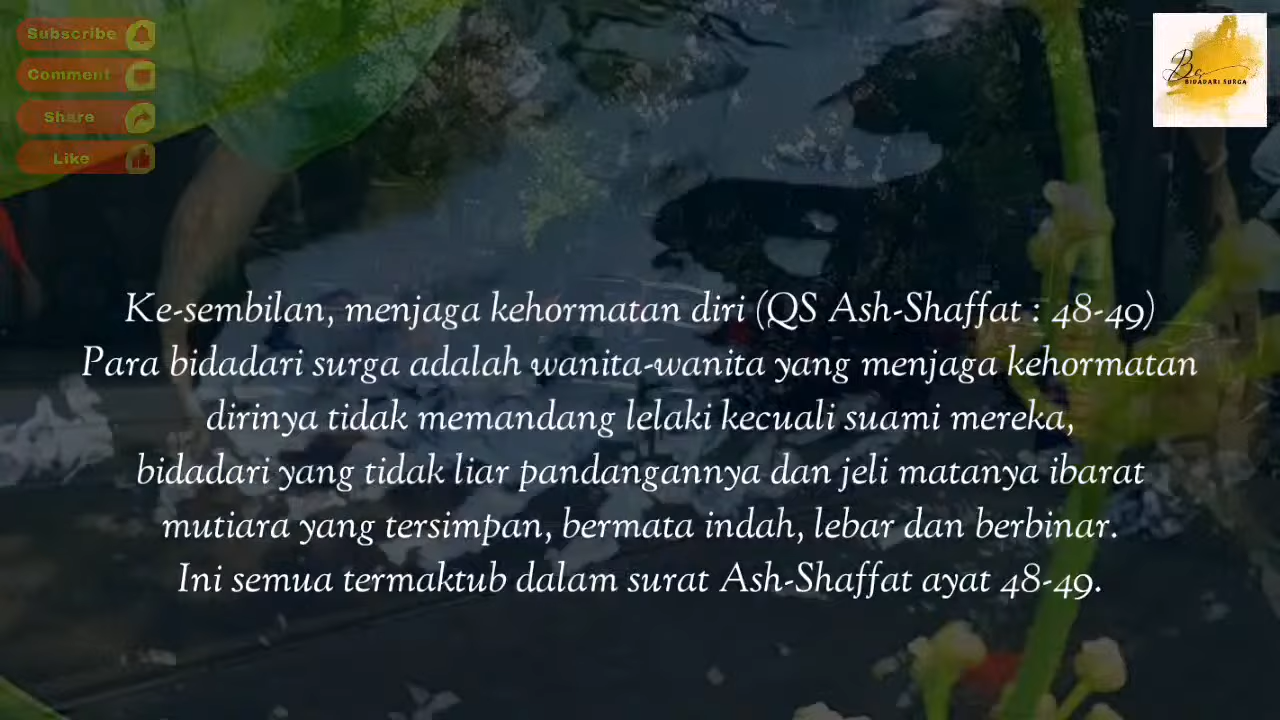 Subscribe
Comment
Share
Like
BIDADARI SURGA
Ke-sembilan, menjaga kehormatan diri (QS Ash-Shaffat : 48-49)
Para bidadari surga adalah wanita-wanita yang menjaga kehormatan
dirinya tidak memandang lelaki kecuali suami mereka,
bidadari yang tidak liar pandangannya dan jeli matanya ibarat
mutiara yang tersimpan, bermata indah, lebar dan berbinar.
Ini semua termaktub dalam surat Ash-Shaffat ayat 48-49.